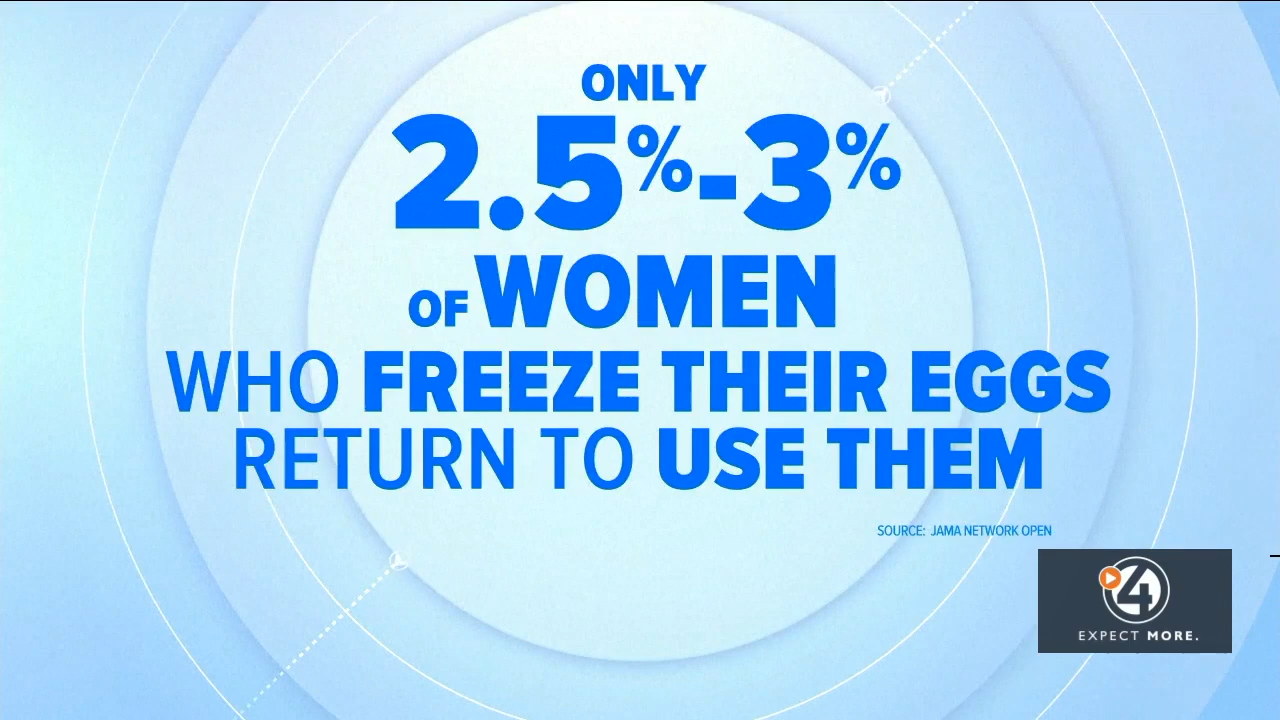 ONLY
2.5%-3%
OF WOMEN
WHO FREEZE THEIR EGGS
RETURN TO USE THEM
SOURCE: JAMA NETWORK OPEN
4
EXPECT MORE.